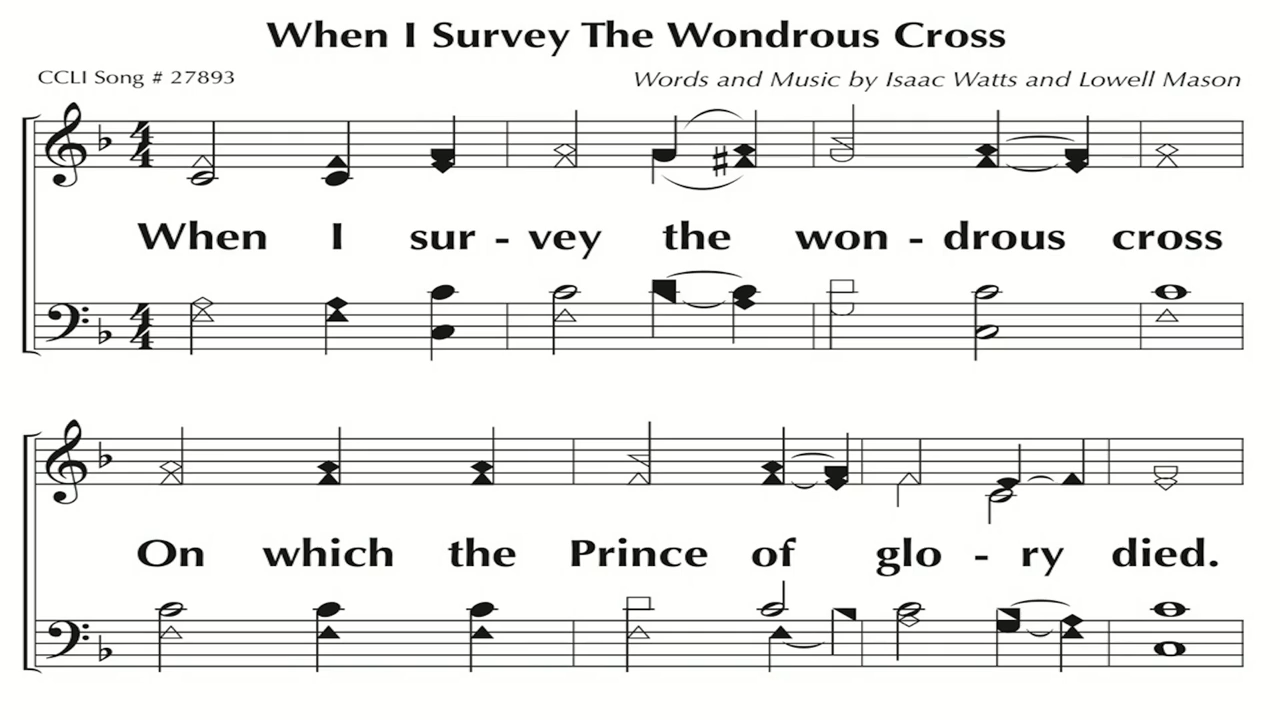 When I Survey The Wondrous Cross
CCLI Song # 27893
Words and Music by Isaac Watts and Lowell Mason
When I sur - vey the won - drous cross
On which the Prince of glo - ry died.